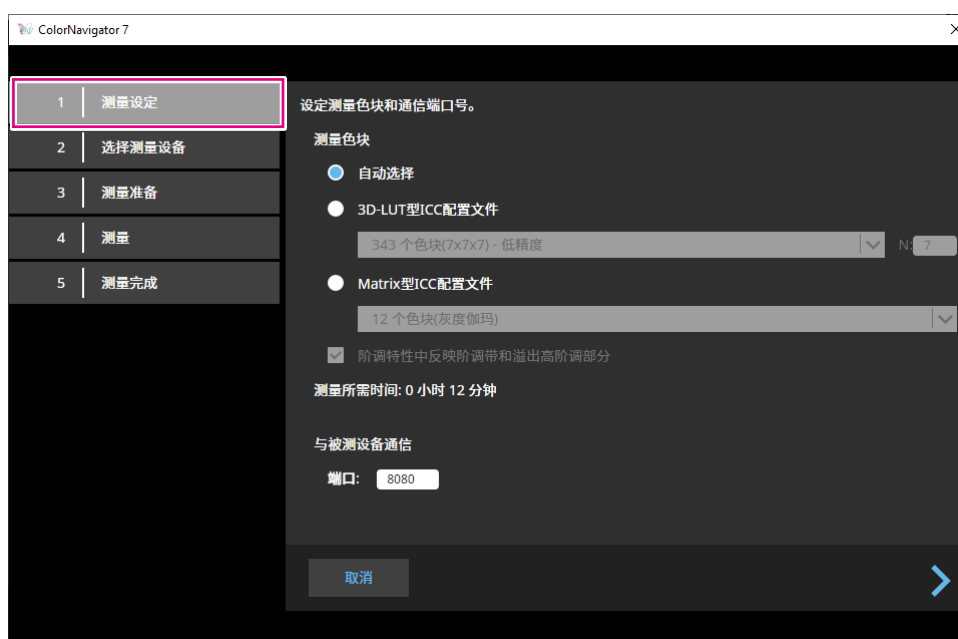 ColorNavigator 7
1 测量设定
2 选择测量设备
3 测量准备
4 测量
5 测量完成
设定测量色块和通信端口号。
测量色块
自动选择
3D-LUT型ICC配置文件
343 个色块(7x7x7) - 低精度
N: 7
Matrix型ICC配置文件
12 个色块(灰度伽玛)
阶调特性中反映阶调带和溢出高阶调部分
测量所需时间: 0 小时 12 分钟
与被测设备通信
端口: 8080
取消